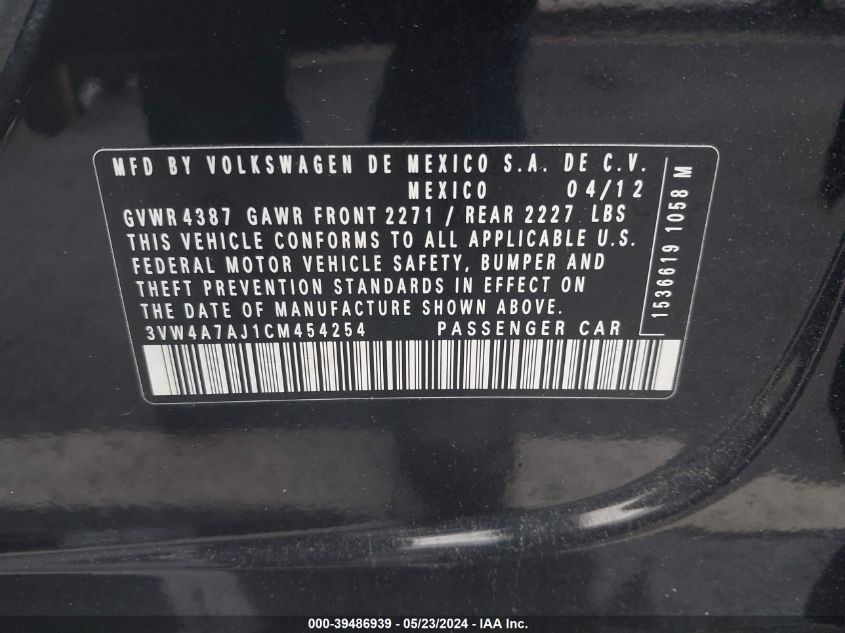 MFD BY VOLKSWAGEN DE MEXICO S.A. DE C.V.
MEXICO 04/12
GVWR 4387 GAWR FRONT 2271 / REAR 2227 LBS
THIS VEHICLE CONFORMS TO ALL APPLICABLE U.S.
FEDERAL MOTOR VEHICLE SAFETY, BUMPER AND
THEFT PREVENTION STANDARDS IN EFFECT ON
THE DATE OF MANUFACTURE SHOWN ABOVE.
3VW4A7AJ1CM454254 PASSENGER CAR
1536619 1058 M
000-39486939 - 05/23/2024 - IAA Inc.